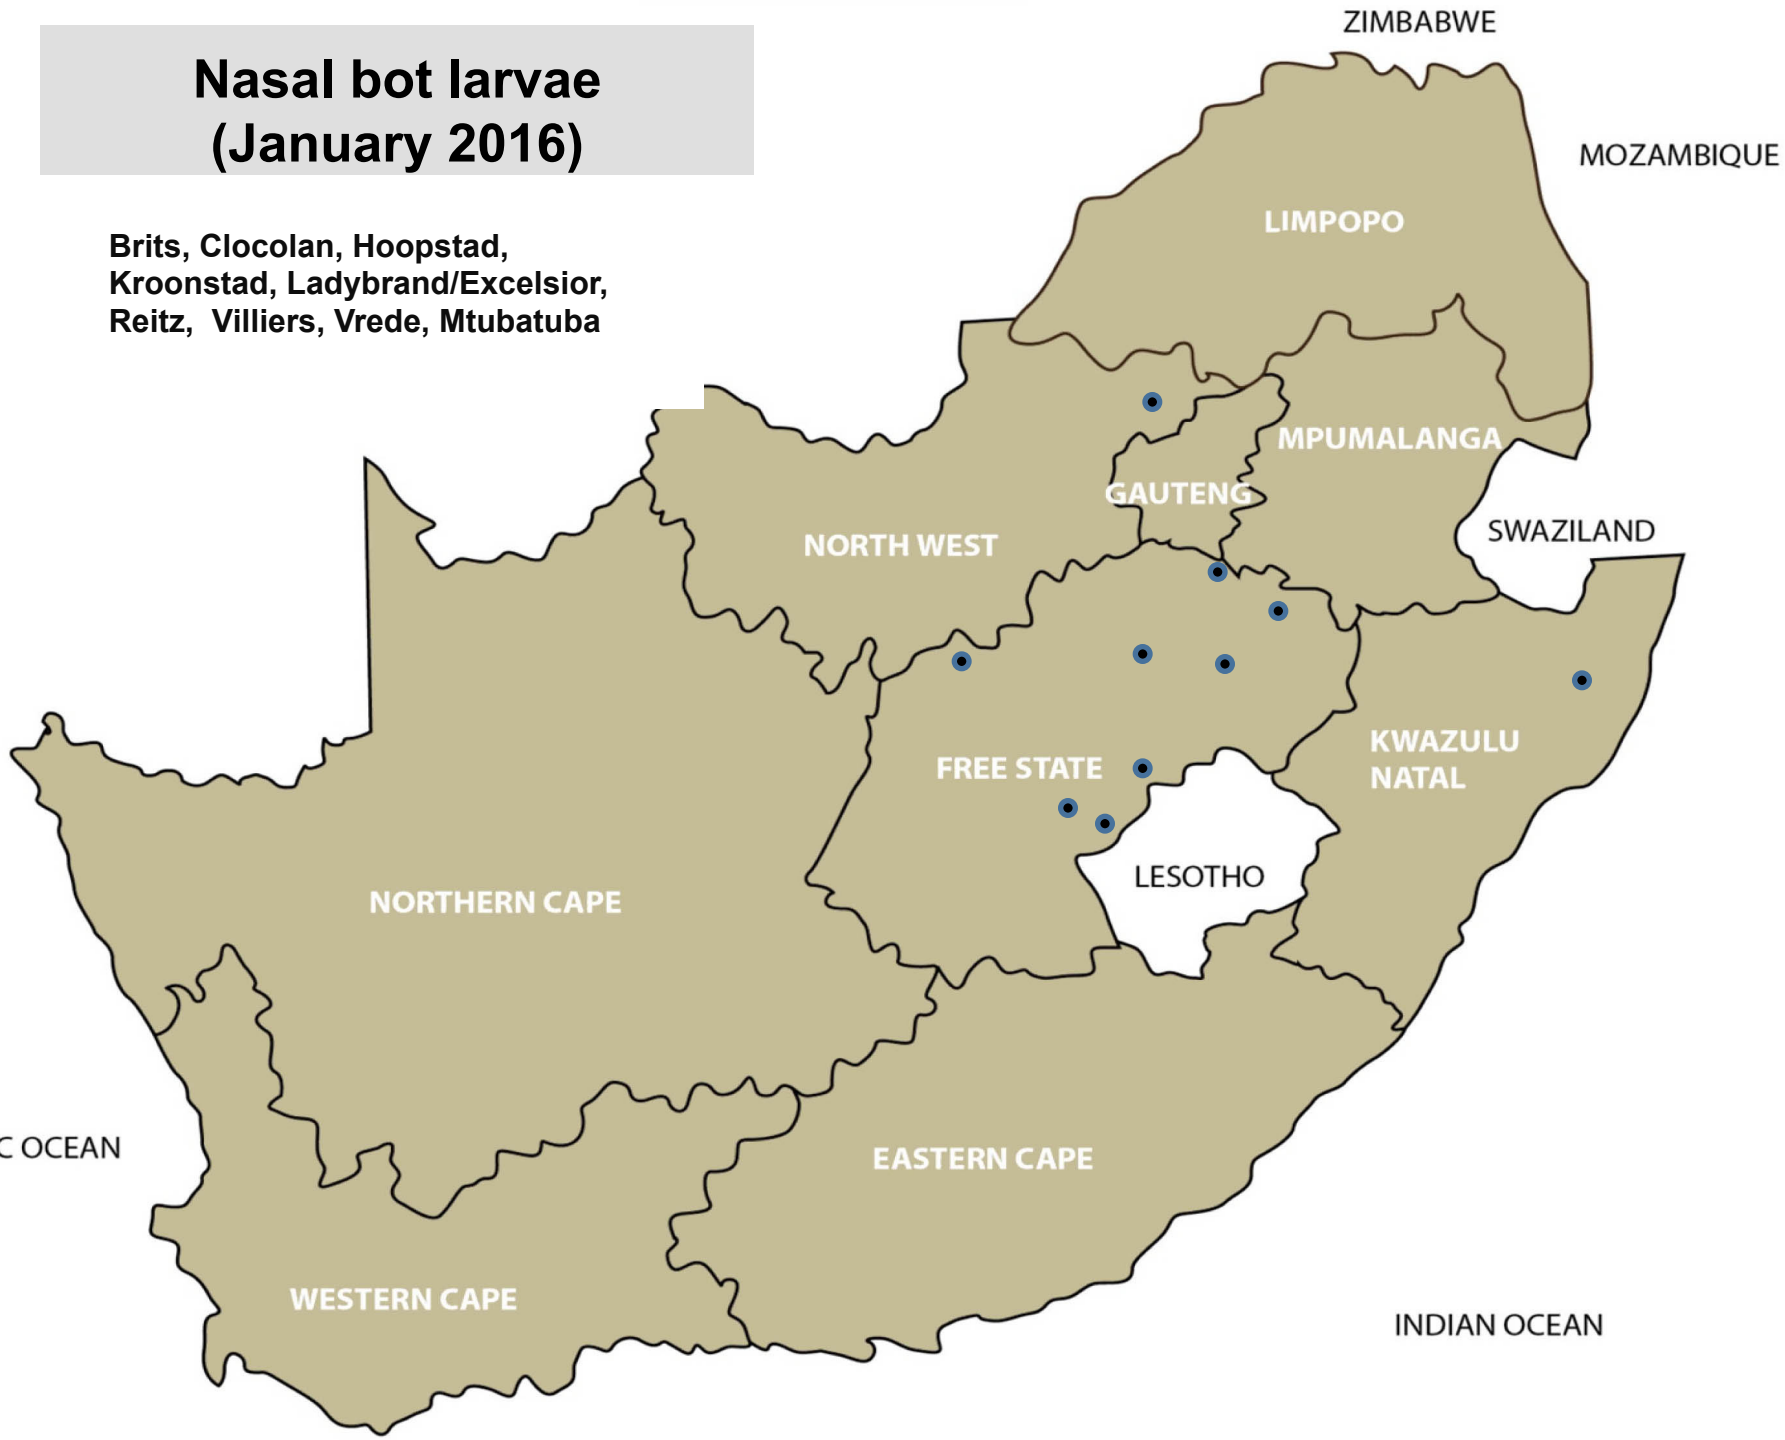 Nasal bot larvae
(January 2016)
Brits, Clocolan, Hoopstad,
Kroonstad, Ladybrand/Excelsior,
Reitz, Villiers, Vrede, Mtubatuba
ZIMBABWE
MOZAMBIQUE
LIMPOPO
MPUMALANGA
GAUTENG
SWAZILAND
NORTH WEST
KWAZULU
NATAL
FREE STATE
LESOTHO
NORTHERN CAPE
C OCEAN
EASTERN CAPE
WESTERN CAPE
INDIAN OCEAN